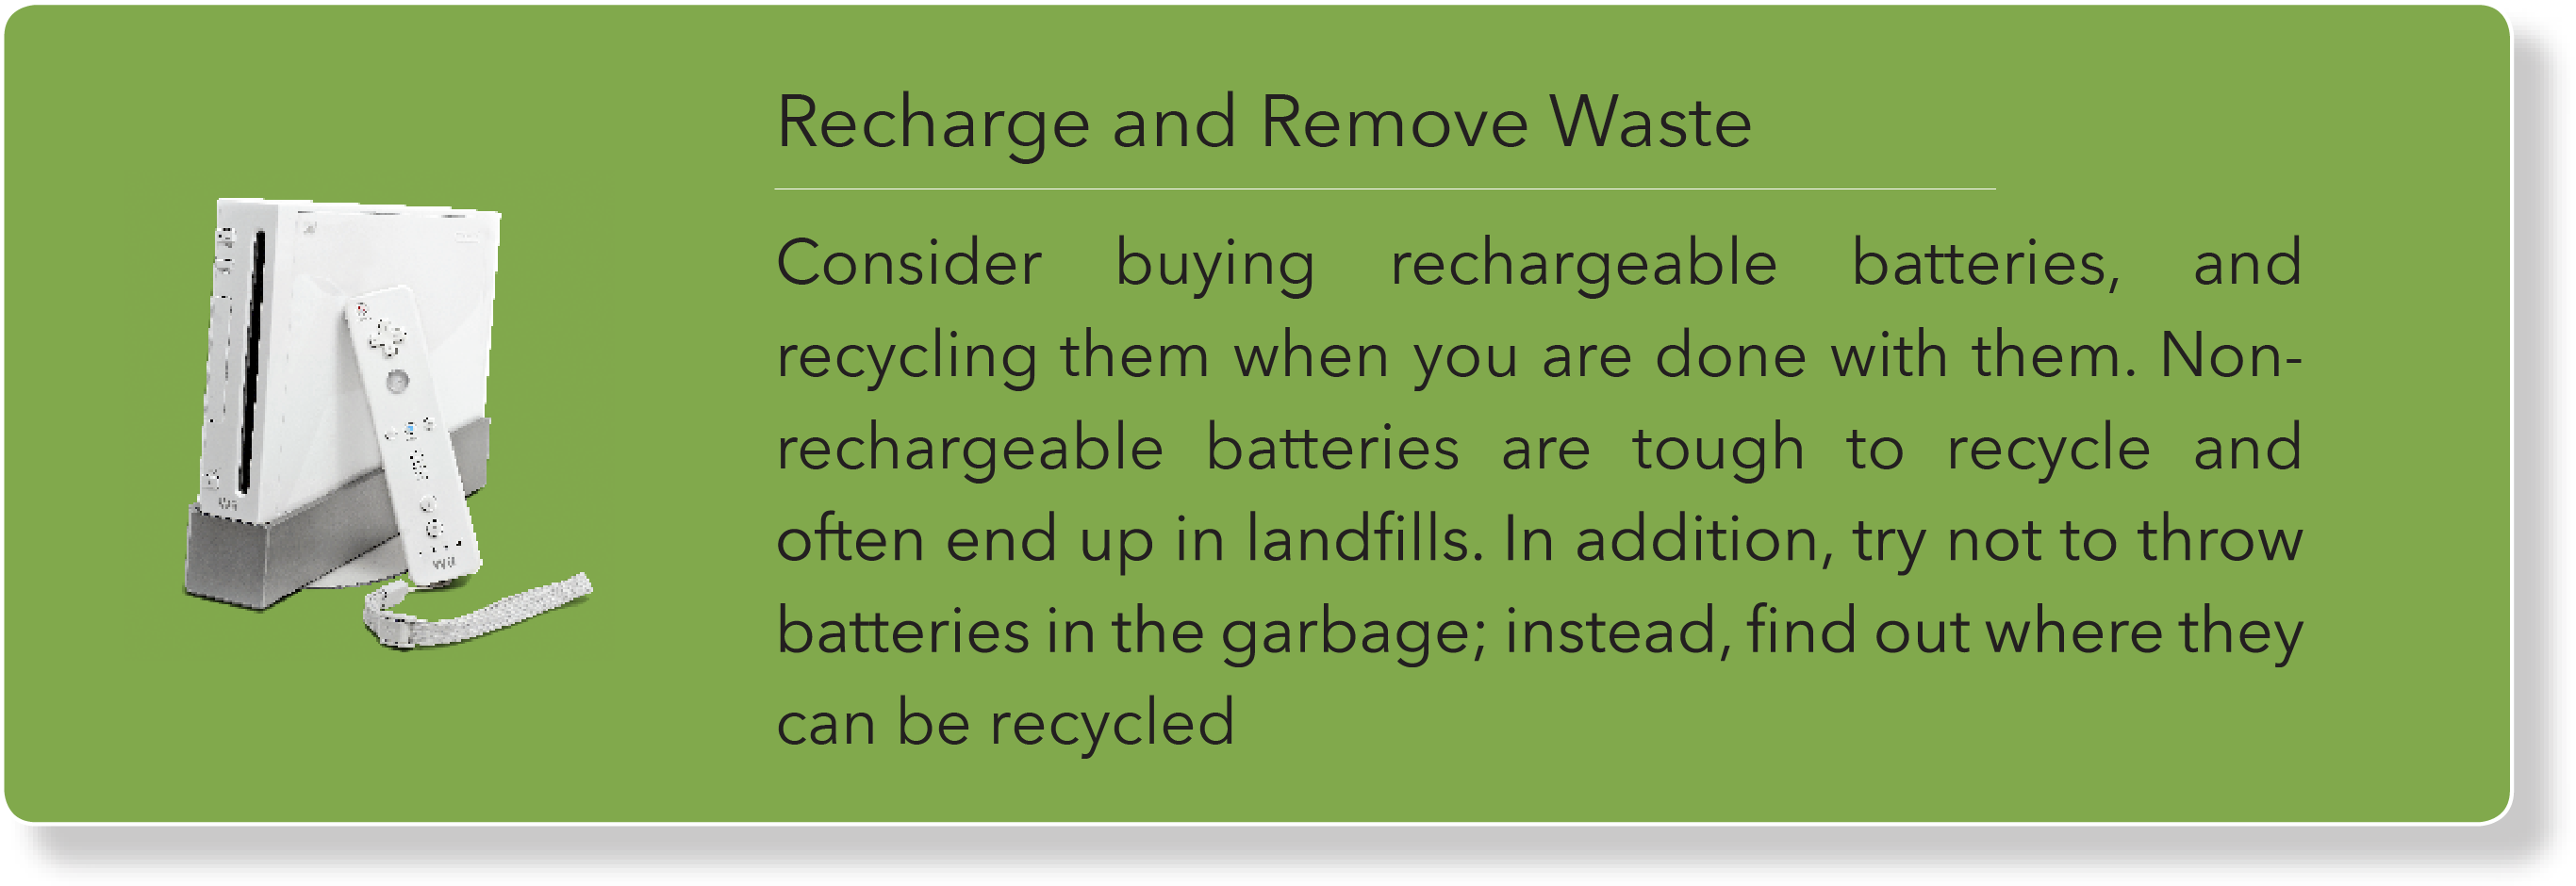 Recharge and Remove Waste
Consider buying rechargeable batteries, and
recycling them when you are done with them. Non-
rechargeable batteries are tough to recycle and
often end up in landfills. In addition, try not to throw
batteries in the garbage; instead, find out where they
can be recycled
Wii
Wii